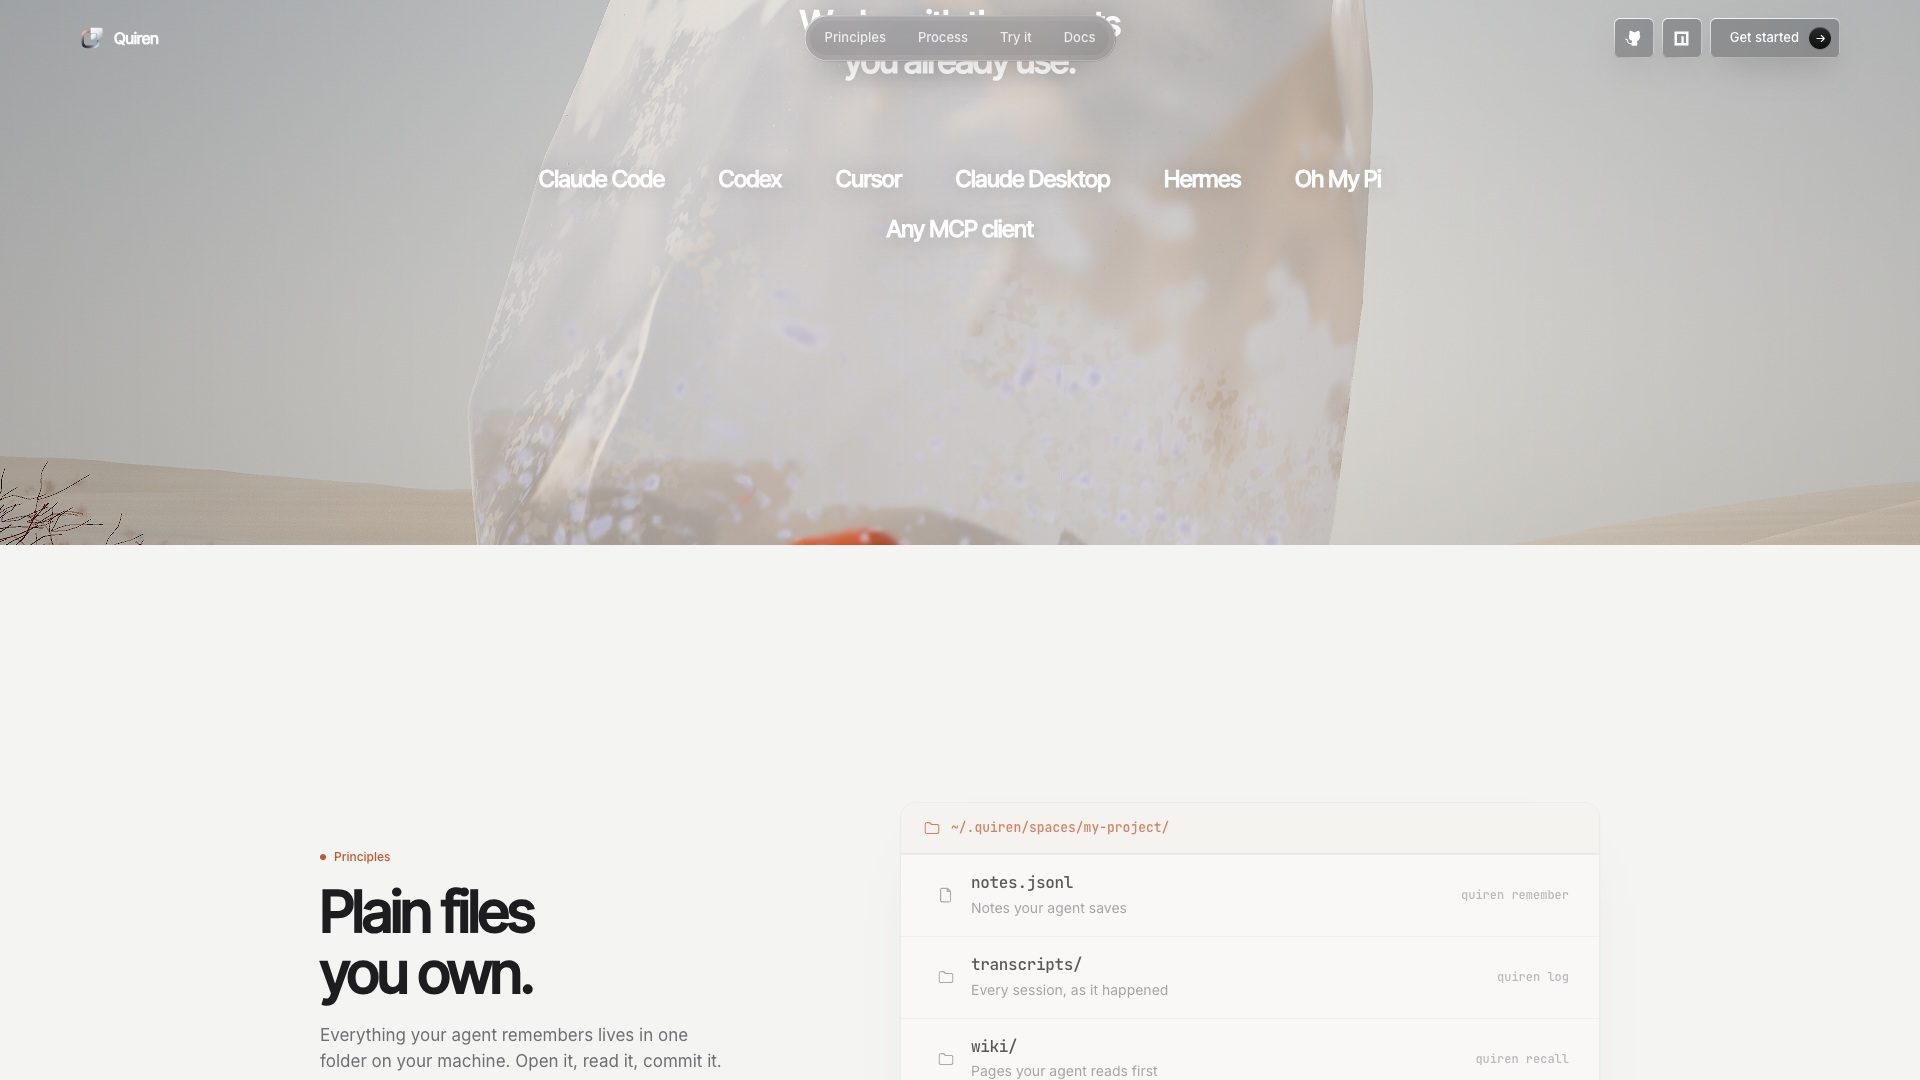 Quiren
Principles
Process
Try it
Docs
Get started
you already use.
Claude Code
Codex
Cursor
Claude Desktop
Hermes
Oh My Pi
Any MCP client
Principles
Plain files
you own.
Everything your agent remembers lives in one
folder on your machine. Open it, read it, commit it.
~/.quiren/spaces/my-project/
notes.jsonl
Notes your agent saves
quiren remember
transcripts/
Every session, as it happened
quiren log
wiki/
Pages your agent reads first
quiren recall